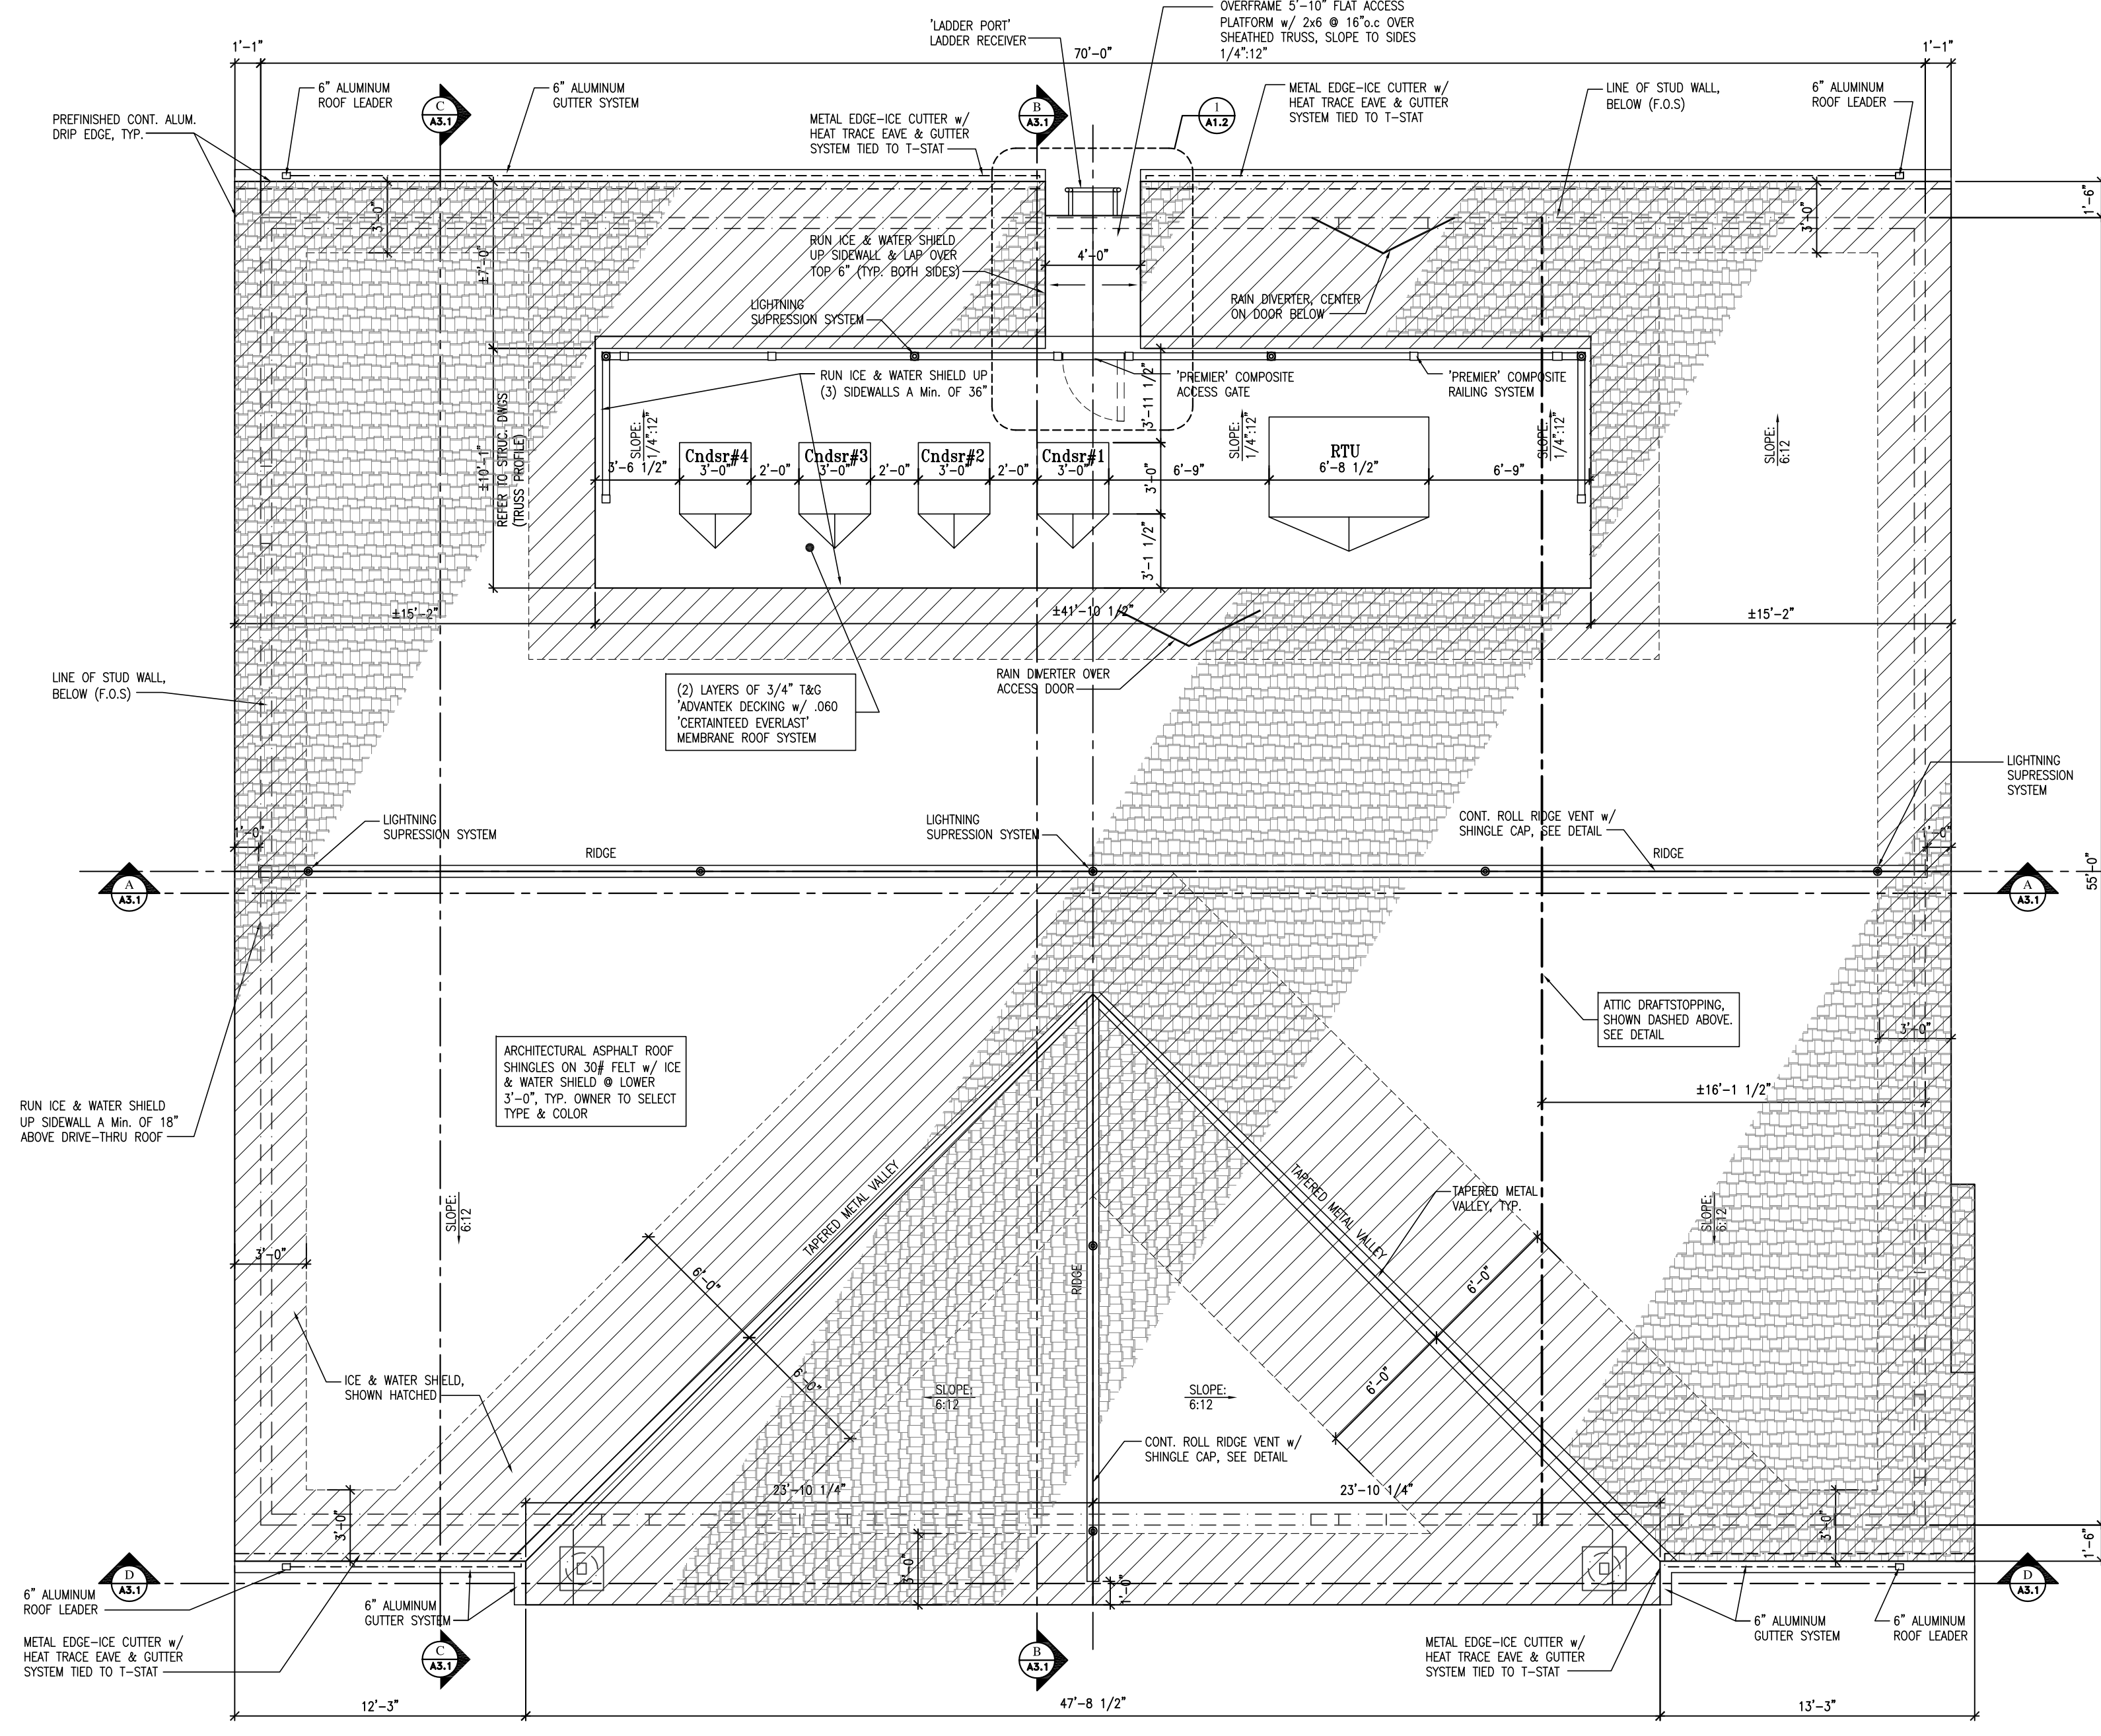 OVERFRAME 5'-10" FLAT ACCESS
PLATFORM w/ 2x6 @ 16"o.c OVER
SHEATHED TRUSS, SLOPE TO SIDES
1/4":12"
'LADDER PORT'
LADDER RECEIVER
1'-1"
70'-0"
1'-1"
6" ALUMINUM
ROOF LEADER
C
A3.1
6" ALUMINUM
GUTTER SYSTEM
B
A3.1
1
A1.2
METAL EDGE-ICE CUTTER w/
HEAT TRACE EAVE & GUTTER
SYSTEM TIED TO T-STAT
LINE OF STUD WALL,
BELOW (F.O.S)
6" ALUMINUM
ROOF LEADER
PREFINISHED CONT. ALUM.
DRIP EDGE, TYP.
METAL EDGE-ICE CUTTER w/
HEAT TRACE EAVE & GUTTER
SYSTEM TIED TO T-STAT
3'-0"
±7'-0"
3'-0"
1'-6"
RUN ICE & WATER SHIELD
UP SIDEWALL & LAP OVER
TOP 6" (TYP. BOTH SIDES)
4'-0"
LIGHTNING
SUPRESSION SYSTEM
RAIN DIVERTER, CENTER
ON DOOR BELOW
RUN ICE & WATER SHIELD UP
(3) SIDEWALLS A Min. OF 36"
'PREMIER' COMPOSITE
ACCESS GATE
'PREMIER' COMPOSITE
RAILING SYSTEM
3'-11 1/2"
±10'-1"
REFER TO STRUC. DWGS
(TRUSS PROFILE)
SLOPE:
1/4":12"
SLOPE:
1/4":12"
SLOPE:
1/4":12"
SLOPE:
6:12
Cndsr#4
Cndsr#3
Cndsr#2
Cndsr#1
RTU
3'-6 1/2"
3'-0"
2'-0"
3'-0"
2'-0"
3'-0"
2'-0"
3'-0"
6'-9"
6'-8 1/2"
6'-9"
3'-0"
3'-1 1/2"
±15'-2"
±41'-10 1/2"
±15'-2"
LINE OF STUD WALL,
BELOW (F.O.S)
RAIN DIVERTER OVER
ACCESS DOOR
(2) LAYERS OF 3/4" T&G
'ADVANTEK DECKING w/ .060
'CERTAINTEED EVERLAST'
MEMBRANE ROOF SYSTEM
LIGHTNING
SUPRESSION
SYSTEM
1'-0"
LIGHTNING
SUPRESSION SYSTEM
LIGHTNING
SUPRESSION SYSTEM
CONT. ROLL RIDGE VENT w/
SHINGLE CAP, SEE DETAIL
1'-0"
RIDGE
RIDGE
A
A3.1
A
A3.1
55'-0"
ATTIC DRAFTSTOPPING,
SHOWN DASHED ABOVE.
SEE DETAIL
3'-0"
ARCHITECTURAL ASPHALT ROOF
SHINGLES ON 30# FELT w/ ICE
& WATER SHIELD @ LOWER
3'-0", TYP. OWNER TO SELECT
TYPE & COLOR
±16'-1 1/2"
RUN ICE & WATER SHIELD
UP SIDEWALL A Min. OF 18"
ABOVE DRIVE-THRU ROOF
TAPERED METAL VALLEY
TAPERED METAL VALLEY
TAPERED METAL
VALLEY, TYP.
SLOPE:
6:12
SLOPE:
6:12
3'-0"
6'-0"
6'-0"
RIDGE
6'-0"
6'-0"
ICE & WATER SHIELD,
SHOWN HATCHED
SLOPE:
6:12
SLOPE:
6:12
CONT. ROLL RIDGE VENT w/
SHINGLE CAP, SEE DETAIL
23'-10 1/4"
23'-10 1/4"
3'-0"
3'-0"
3'-0"
1'-0"
1'-6"
D
A3.1
D
A3.1
6" ALUMINUM
ROOF LEADER
6" ALUMINUM
GUTTER SYSTEM
6" ALUMINUM
GUTTER SYSTEM
6" ALUMINUM
ROOF LEADER
METAL EDGE-ICE CUTTER w/
HEAT TRACE EAVE & GUTTER
SYSTEM TIED TO T-STAT
C
A3.1
B
A3.1
METAL EDGE-ICE CUTTER w/
HEAT TRACE EAVE & GUTTER
SYSTEM TIED TO T-STAT
12'-3"
47'-8 1/2"
13'-3"